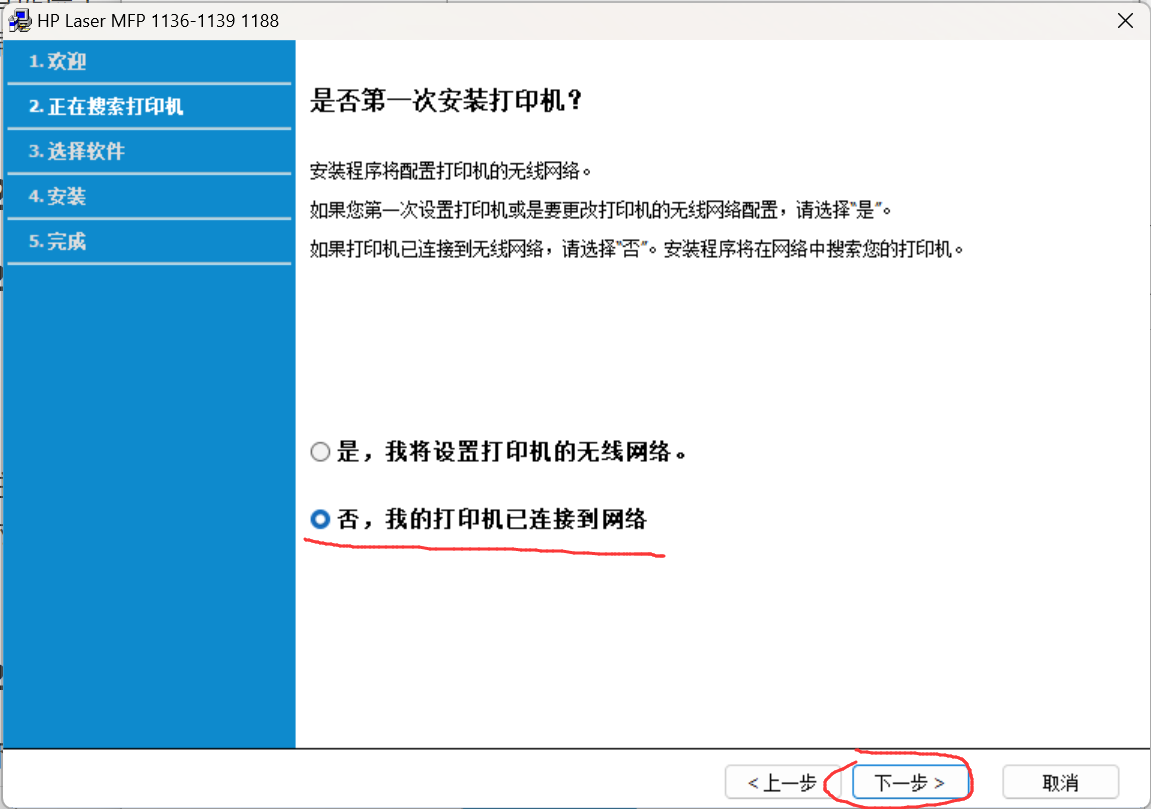 HP Laser MFP 1136-1139 1188
1. 欢迎
2. 正在搜索打印机
3. 选择软件
4. 安装
5. 完成
是否第一次安装打印机?
安装程序将配置打印机的无线网络。
如果您第一次设置打印机或是要更改打印机的无线网络配置，请选择“是”。
如果打印机已连接到无线网络，请选择“否”。安装程序将在网络中搜索您的打印机。
是，我将设置打印机的无线网络。
否，我的打印机已连接到网络
< 上一步
下一步 >
取消